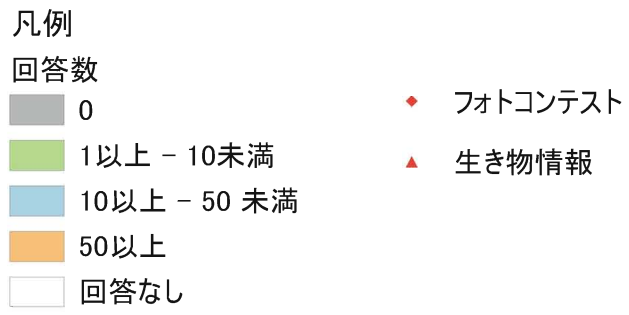 凡例
回答数
0
1以上 - 10未満
10以上 - 50 未満
50以上
回答なし
フォトコンテスト
生き物情報